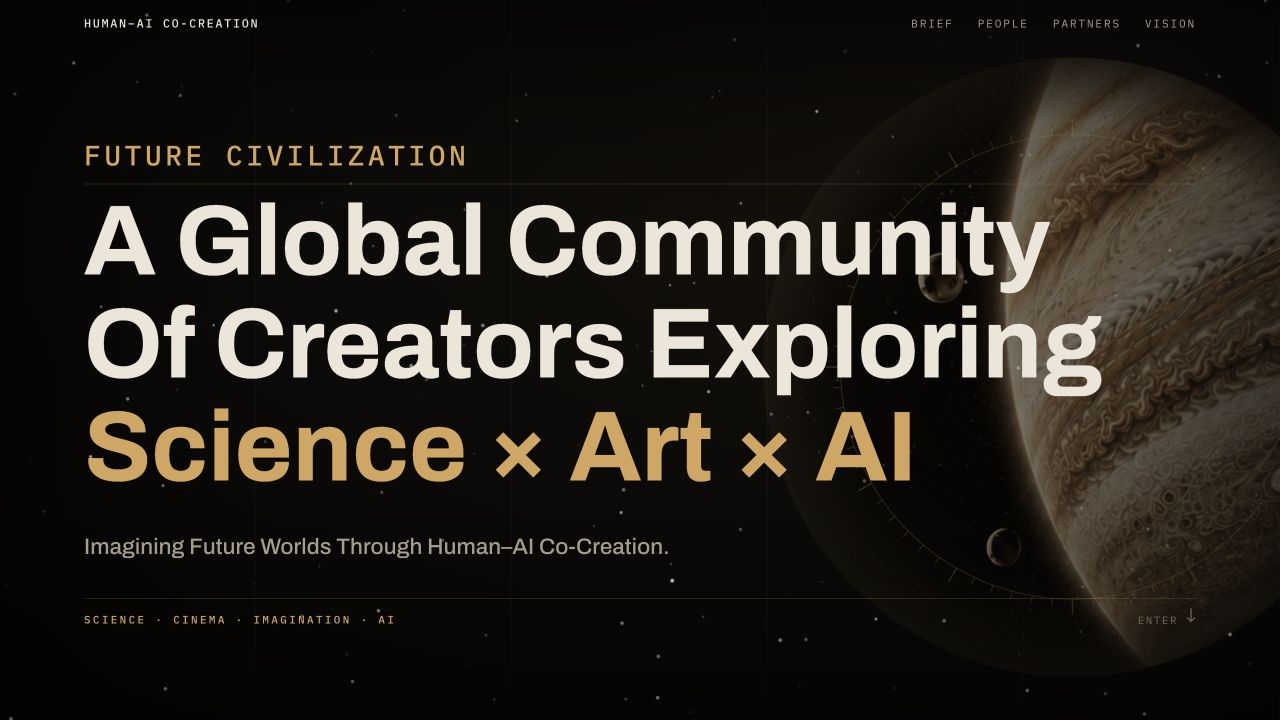 HUMAN–AI CO-CREATION
BRIEF PEOPLE PARTNERS VISION
FUTURE CIVILIZATION
A Global Community
Of Creators Exploring
Science × Art × AI
Imagining Future Worlds Through Human–AI Co-Creation.
SCIENCE · CINEMA · IMAGINATION · AI
ENTER ↓